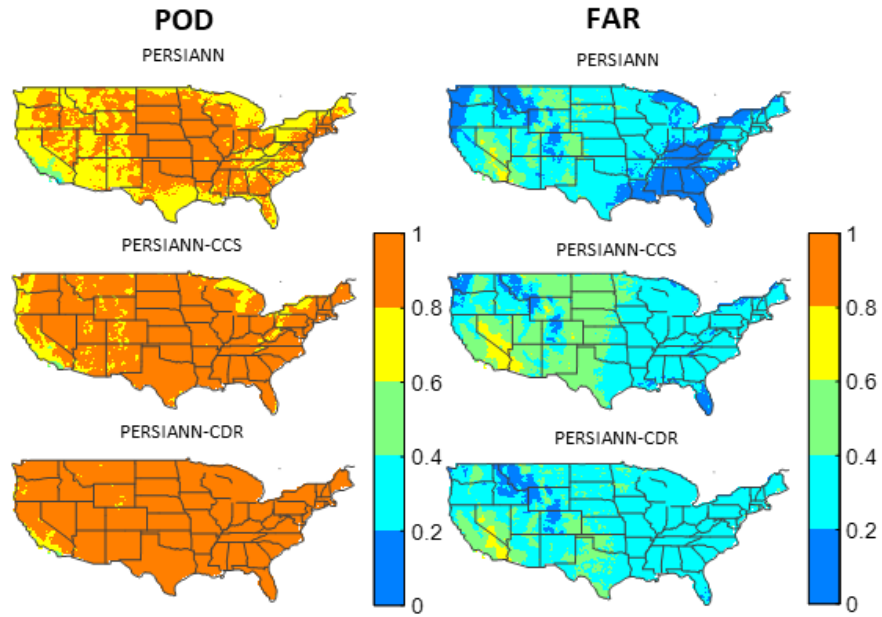 POD
FAR
PERSIANN
PERSIANN
PERSIANN-CCS
PERSIANN-CCS
1
0.8
0.6
0.4
0.2
0
1
0.8
0.6
0.4
0.2
0
PERSIANN-CDR
PERSIANN-CDR